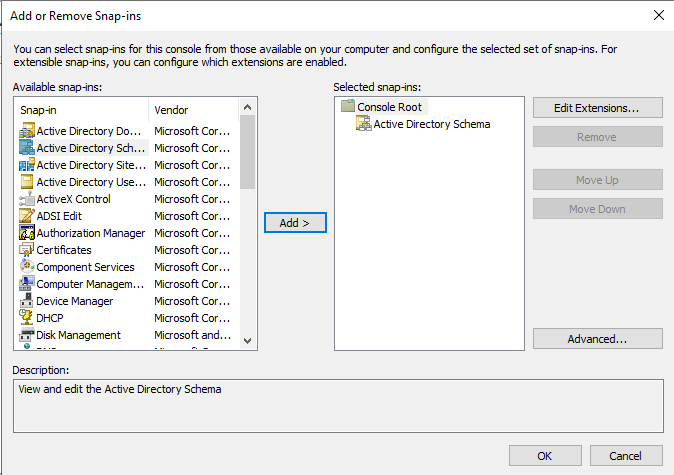 Add or Remove Snap-ins
You can select snap-ins for this console from those available on your computer and configure the selected set of snap-ins. For
extensible snap-ins, you can configure which extensions are enabled.
Available snap-ins:
Snap-in Vendor
Active Directory Do... Microsoft Cor...
Active Directory Sch... Microsoft Cor...
Active Directory Site... Microsoft Cor...
Active Directory Use... Microsoft Cor...
ActiveX Control Microsoft Cor...
ADSI Edit Microsoft Cor...
Authorization Manager Microsoft Cor...
Certificates Microsoft Cor...
Component Services Microsoft Cor...
Computer Managem... Microsoft Cor...
Device Manager Microsoft Cor...
DHCP Microsoft Cor...
Disk Management Microsoft and...
Add >
Selected snap-ins:
Console Root
Active Directory Schema
Edit Extensions...
Remove
Move Up
Move Down
Advanced...
Description:
View and edit the Active Directory Schema
OK
Cancel